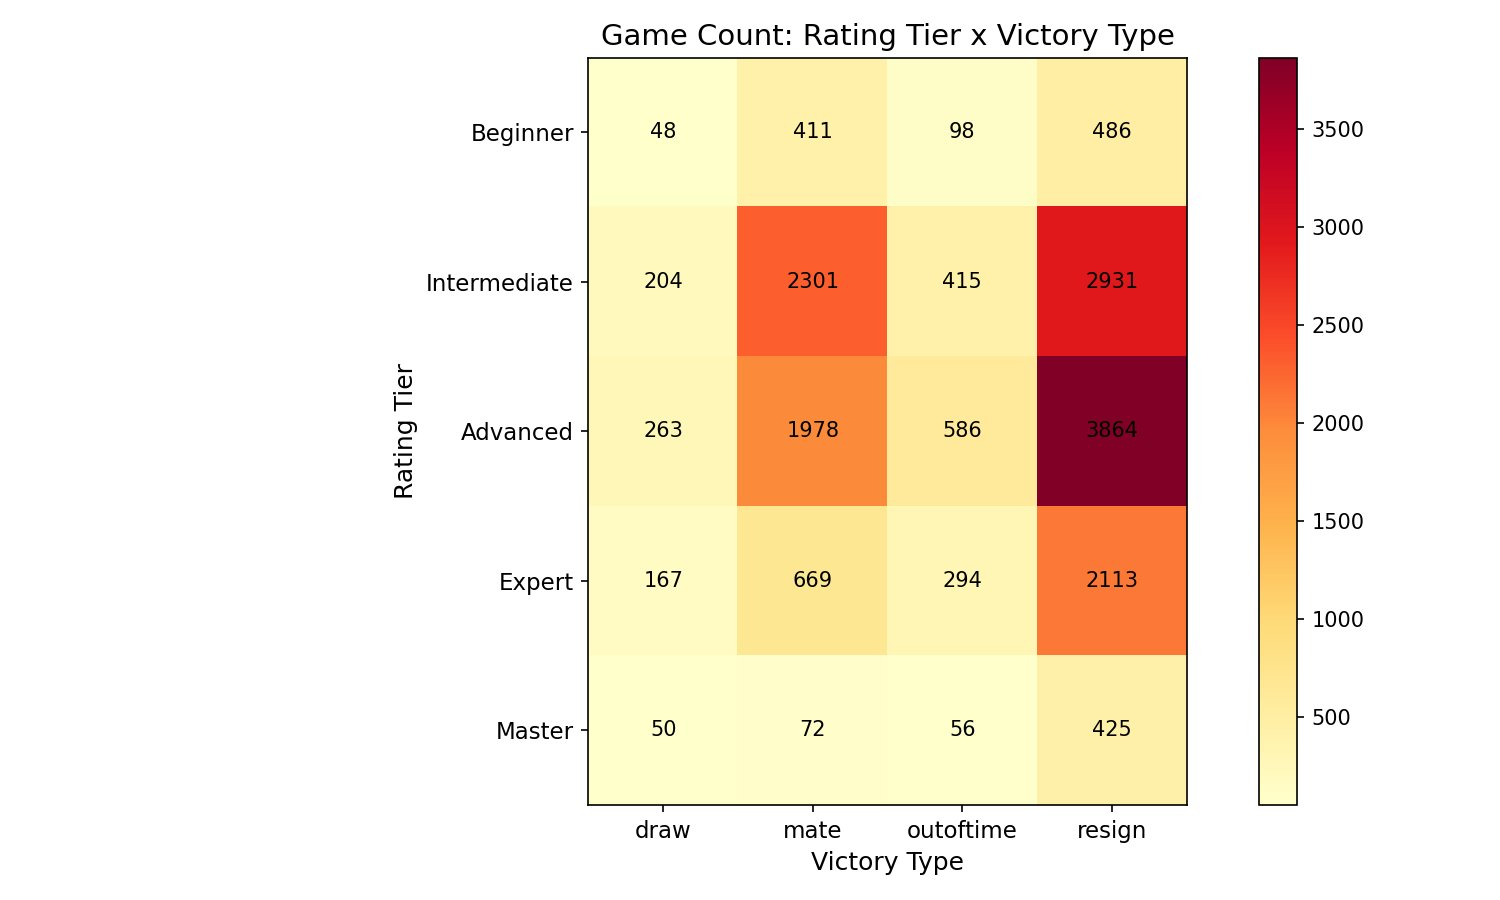 Game Count: Rating Tier x Victory Type
Rating Tier
Beginner 48 411 98 486
Intermediate 204 2301 415 2931
Advanced 263 1978 586 3864
Expert 167 669 294 2113
Master 50 72 56 425
draw mate outoftime resign
Victory Type
3500
3000
2500
2000
1500
1000
500